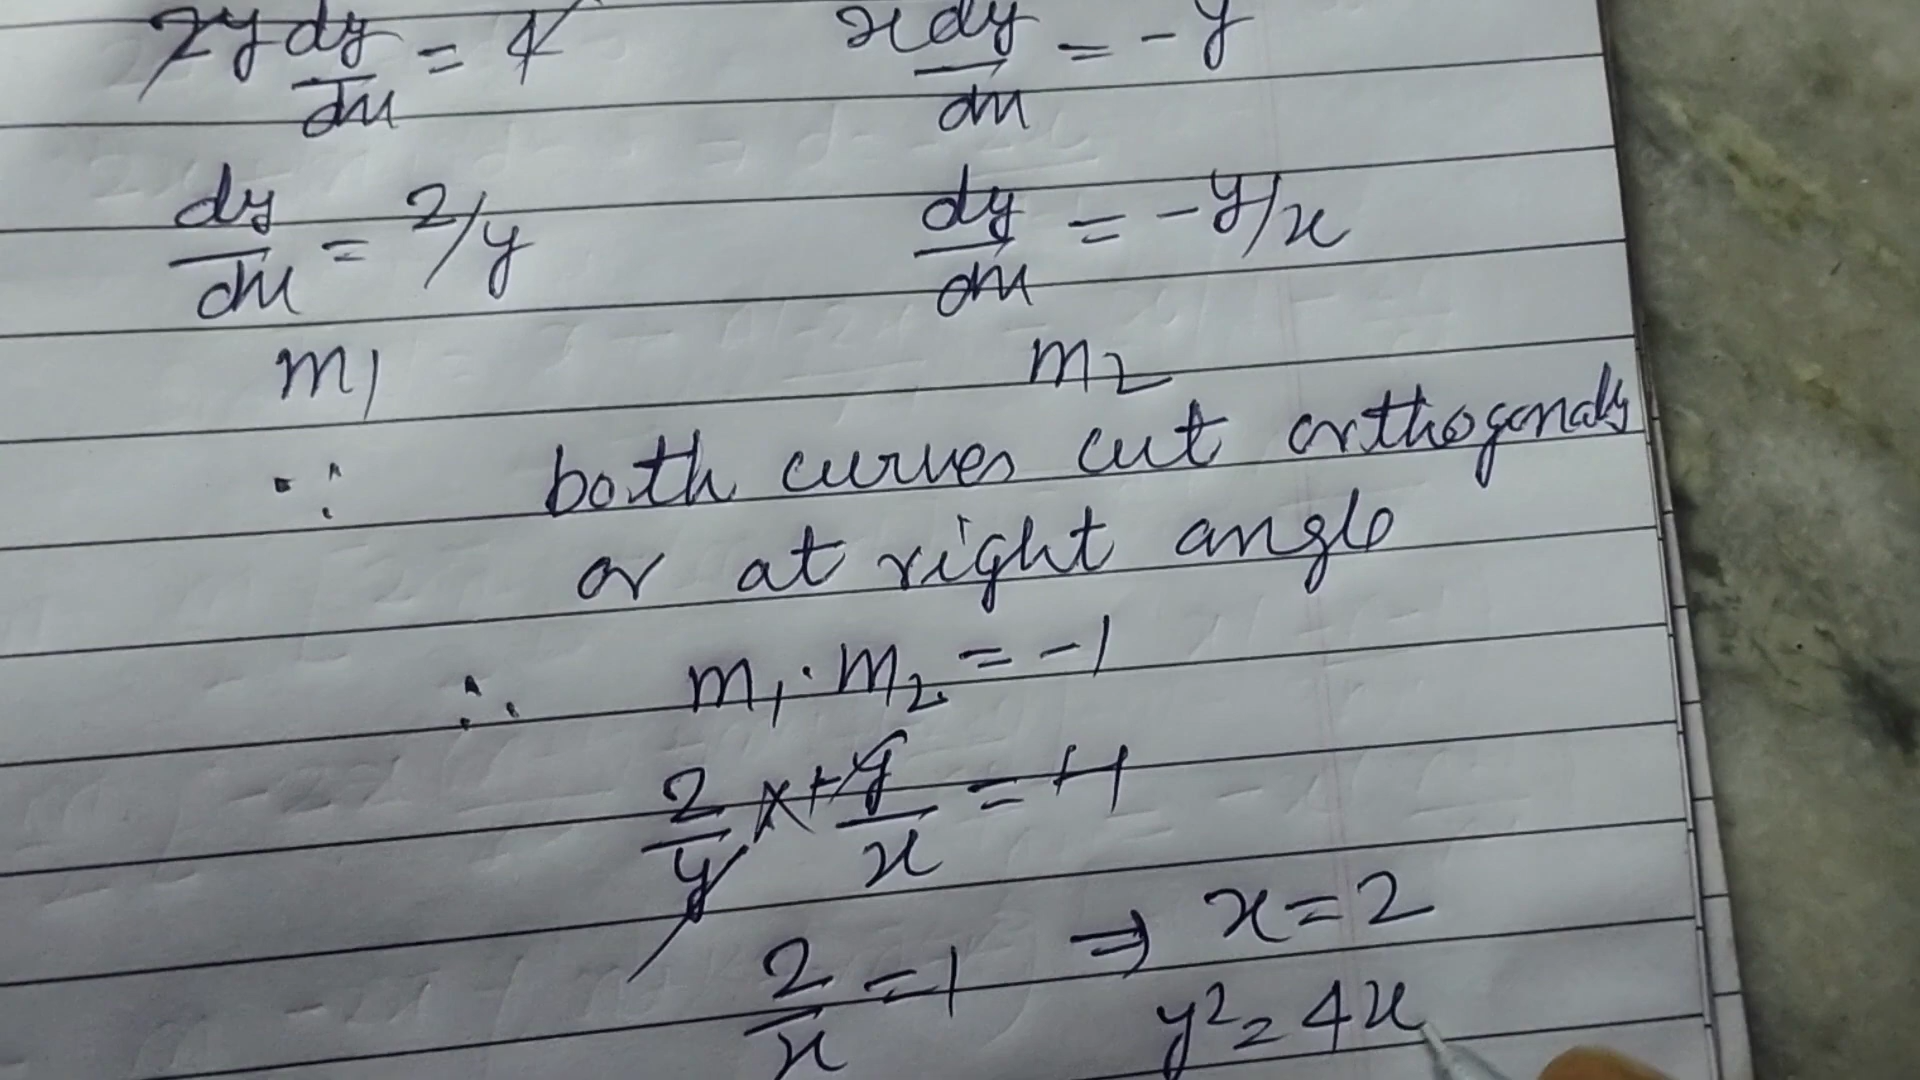 2y dy/dx = 4    x dy/dx = -y
dy/dx = 2/y    dy/dx = -y/x
m1    m2
∵ both curves cut orthogonally
or at right angle
∴ m1 · m2 = -1
2/y × -y/x = -1
2/x = 1 ⇒ x = 2
y² = 4x